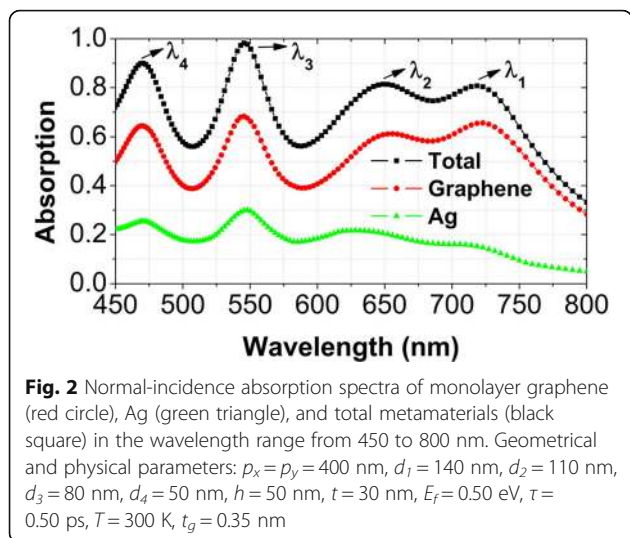 1.0
0.8
0.6
0.4
0.2
0.0
Absorption
λ4
λ3
λ2
λ1
Total
Graphene
Ag
450 500 550 600 650 700 750 800
Wavelength (nm)
Fig. 2 Normal-incidence absorption spectra of monolayer graphene
(red circle), Ag (green triangle), and total metamaterials (black
square) in the wavelength range from 450 to 800 nm. Geometrical
and physical parameters: px = py = 400 nm, d1 = 140 nm, d2 = 110 nm,
d3 = 80 nm, d4 = 50 nm, h = 50 nm, t = 30 nm, Ef = 0.50 eV, τ =
0.50 ps, T = 300 K, tg = 0.35 nm